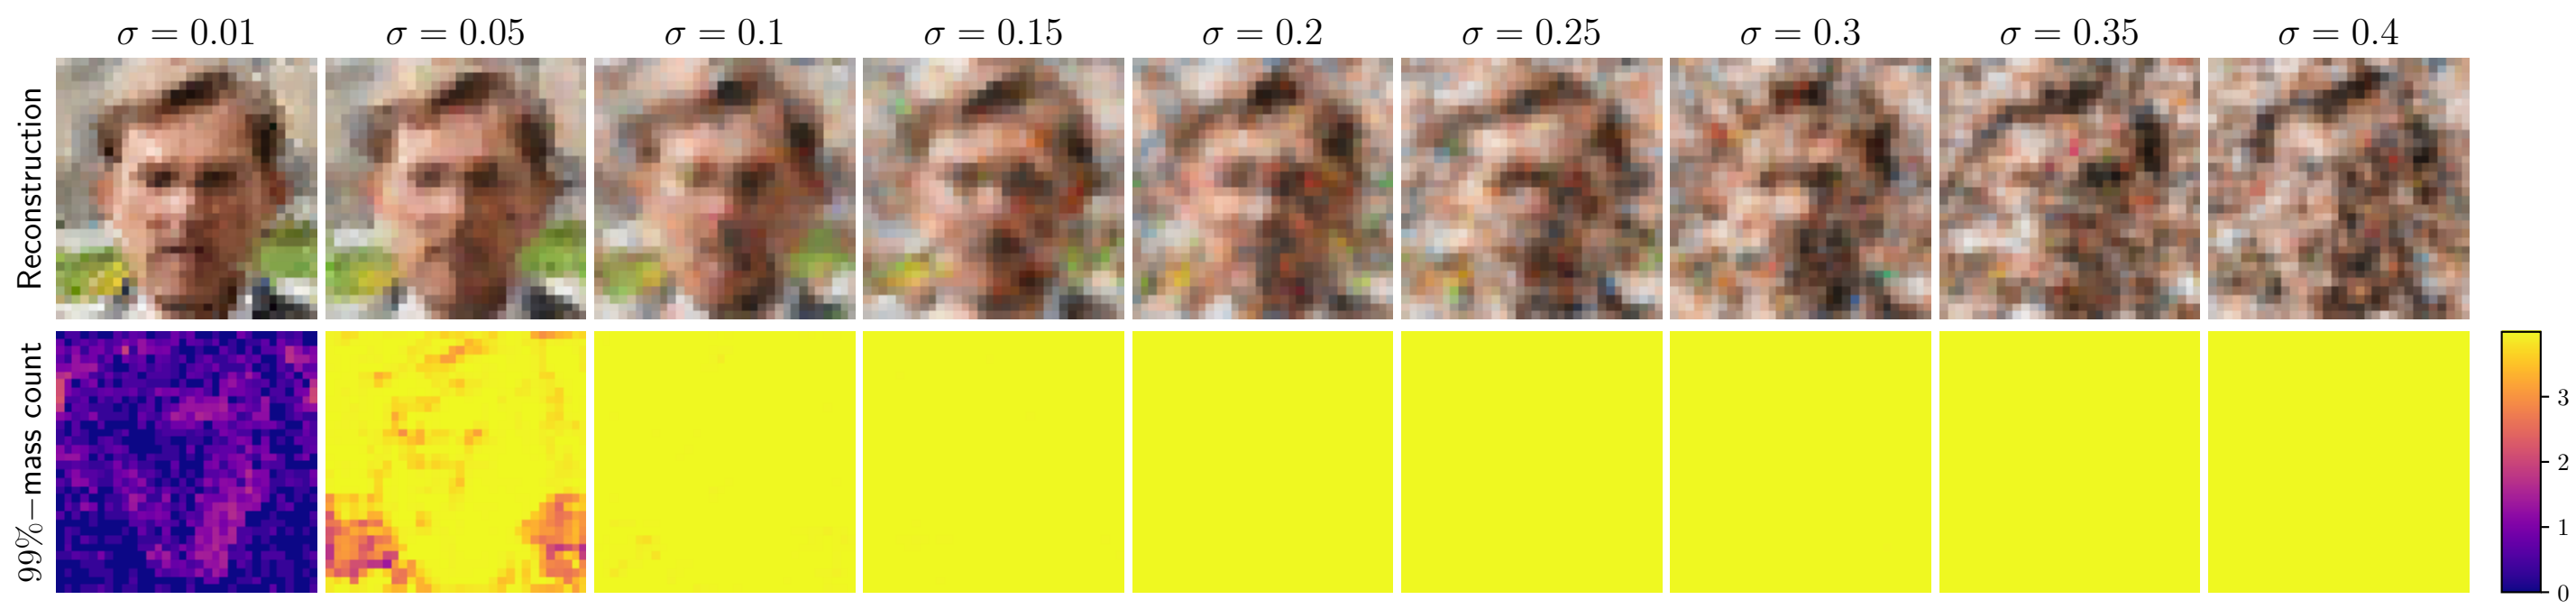 σ = 0.01 σ = 0.05 σ = 0.1 σ = 0.15 σ = 0.2 σ = 0.25 σ = 0.3 σ = 0.35 σ = 0.4
Reconstruction
99%−mass count
3
2
1
0